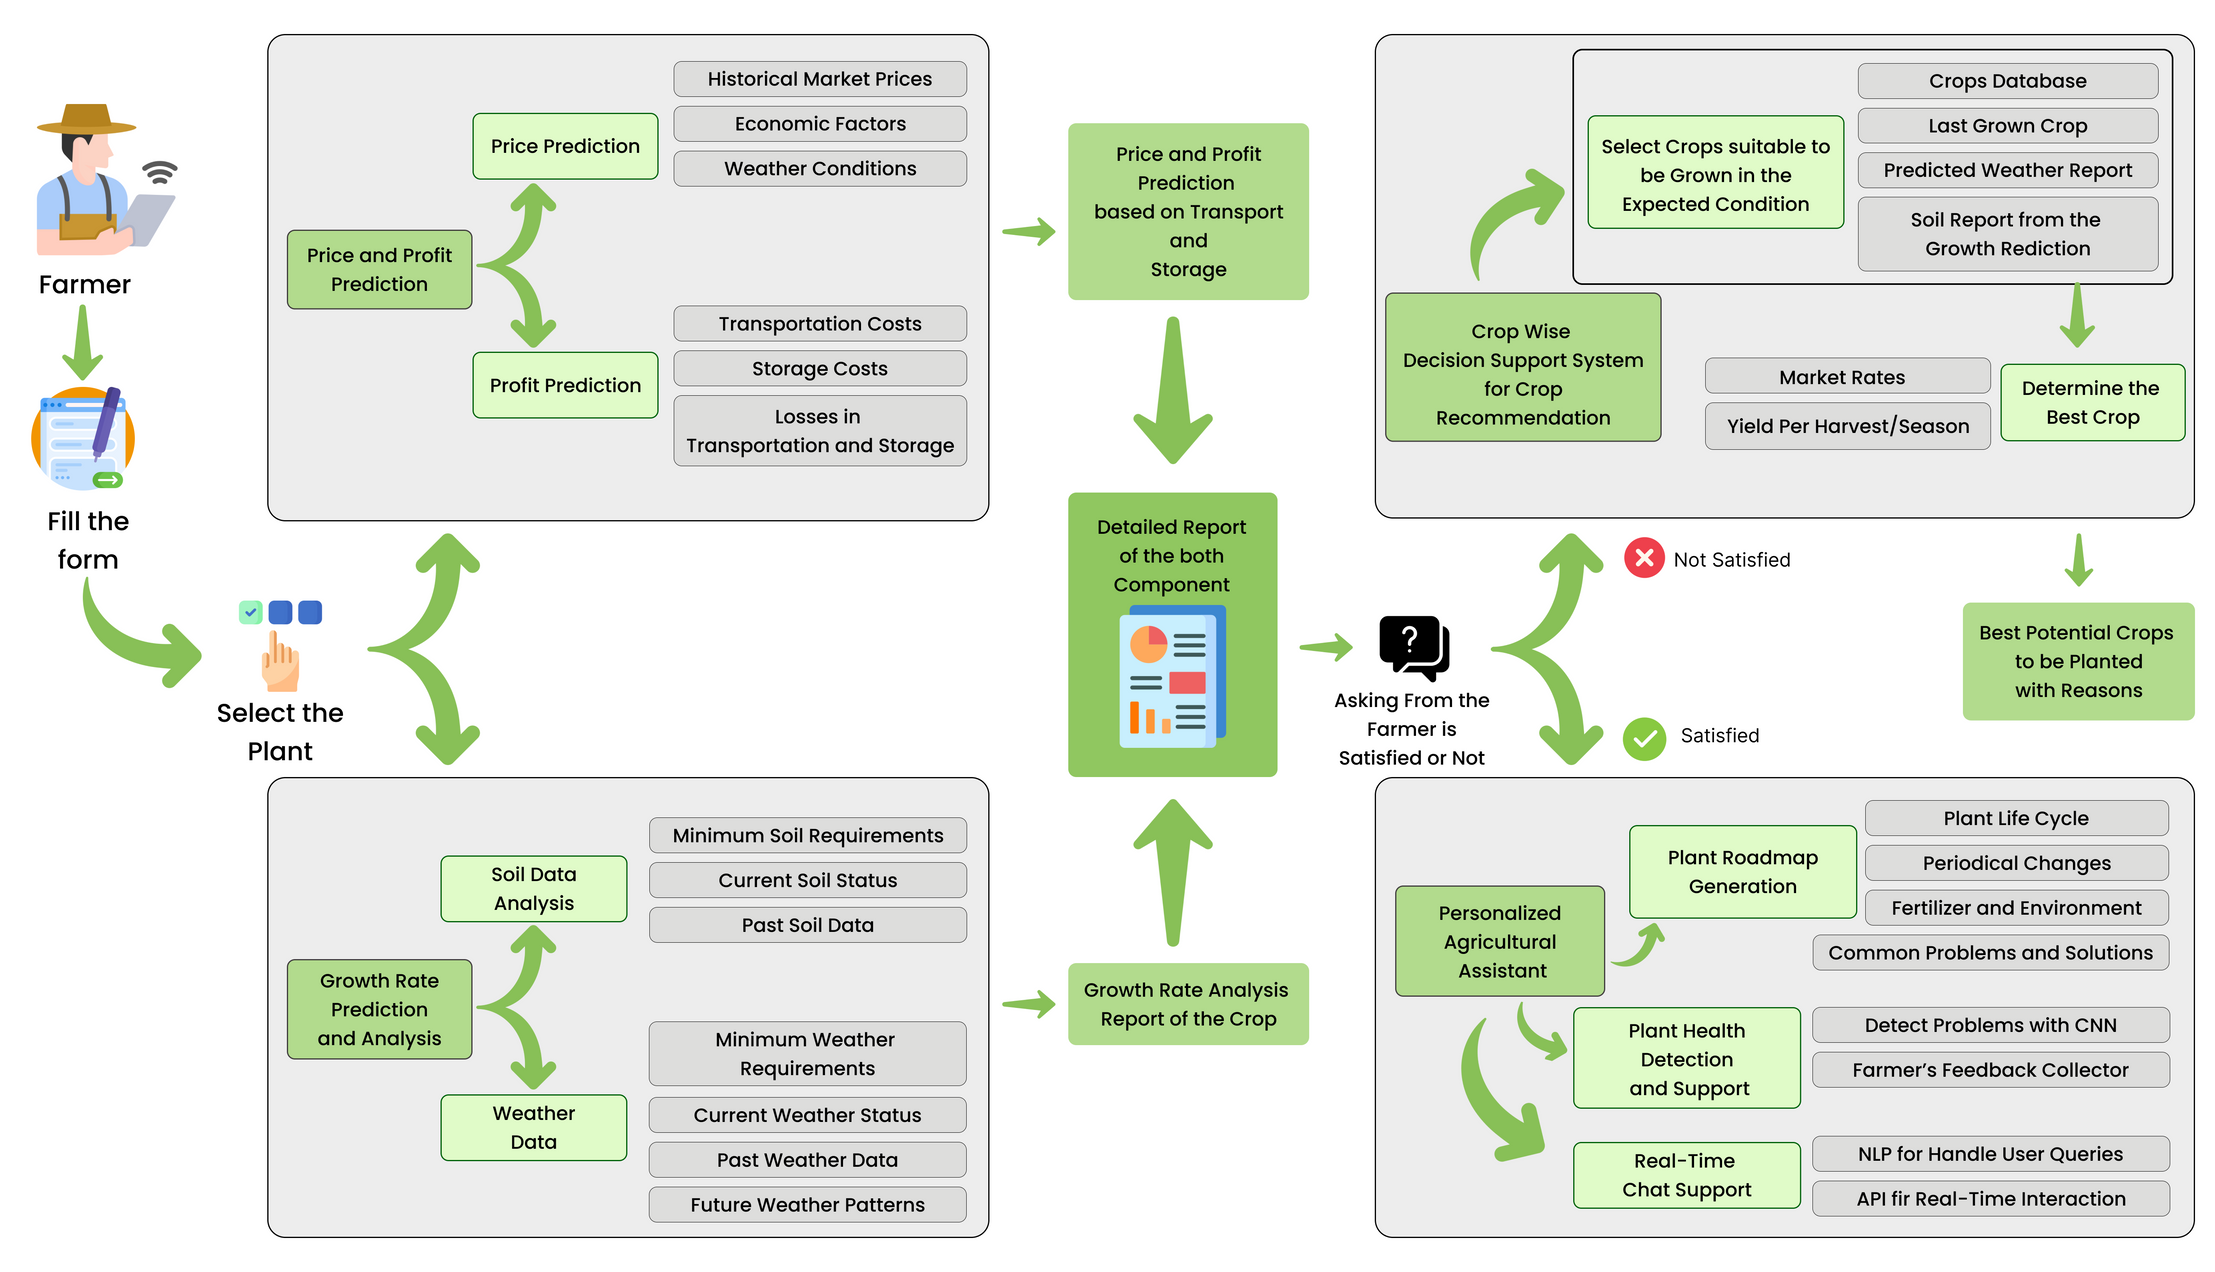 Farmer
Fill the
form
Select the
Plant
Price and Profit
Prediction
Price Prediction
Historical Market Prices
Economic Factors
Weather Conditions
Profit Prediction
Transportation Costs
Storage Costs
Losses in
Transportation and Storage
Growth Rate
Prediction
and Analysis
Soil Data
Analysis
Minimum Soil Requirements
Current Soil Status
Past Soil Data
Weather
Data
Minimum Weather
Requirements
Current Weather Status
Past Weather Data
Future Weather Patterns
Price and Profit
Prediction
based on Transport
and
Storage
Detailed Report
of the both
Component
Growth Rate Analysis
Report of the Crop
?
Asking From the
Farmer is
Satisfied or Not
Not Satisfied
Satisfied
Crop Wise
Decision Support System
for Crop
Recommendation
Select Crops suitable to
be Grown in the
Expected Condition
Crops Database
Last Grown Crop
Predicted Weather Report
Soil Report from the
Growth Rediction
Market Rates
Yield Per Harvest/Season
Determine the
Best Crop
Best Potential Crops
to be Planted
with Reasons
Personalized
Agricultural
Assistant
Plant Roadmap
Generation
Plant Life Cycle
Periodical Changes
Fertilizer and Environment
Common Problems and Solutions
Plant Health
Detection
and Support
Detect Problems with CNN
Farmer’s Feedback Collector
Real-Time
Chat Support
NLP for Handle User Queries
API fir Real-Time Interaction